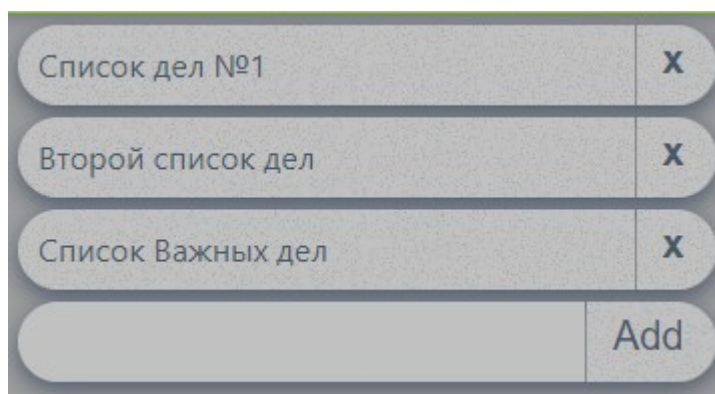 Список дел №1 x
Второй список дел x
Список Важных дел x
Add